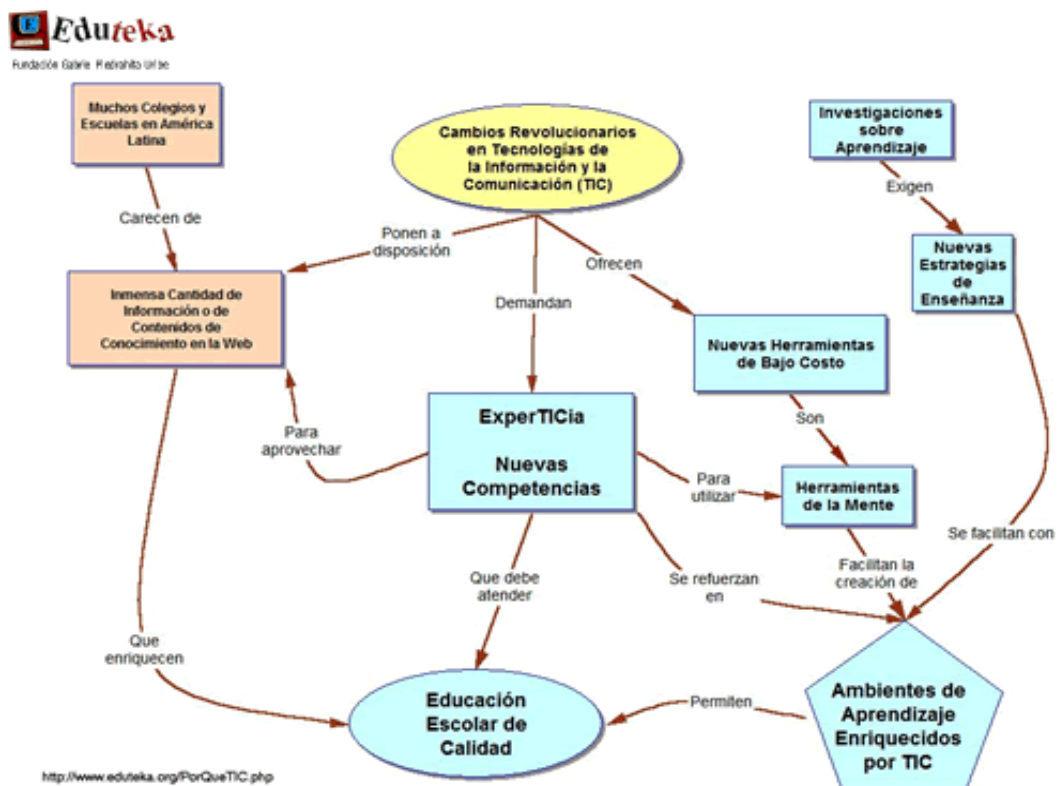 Eduteka
Fundación Gabriel Piedrahita Uribe
Muchos Colegios y
Escuelas en América
Latina
Cambios Revolucionarios
en Tecnologías de
la Información y la
Comunicación (TIC)
Investigaciones
sobre
Aprendizaje
Carecen de
Ponen a
disposición
Demandan
Ofrecen
Exigen
Nuevas
Estrategias
de
Enseñanza
Inmensa Cantidad de
Información o de
Contenidos de
Conocimiento en la Web
Nuevas Herramientas
de Bajo Costo
Son
Para
aprovechar
ExperTICia
Nuevas
Competencias
Para
utilizar
Herramientas
de la Mente
Se facilitan con
Que debe
atender
Se refuerzan
en
Facilitan la
creación de
Que
enriquecen
Educación
Escolar de
Calidad
Permiten
Ambientes de
Aprendizaje
Enriquecidos
por TIC
http://www.eduteka.org/PorQueTIC.php